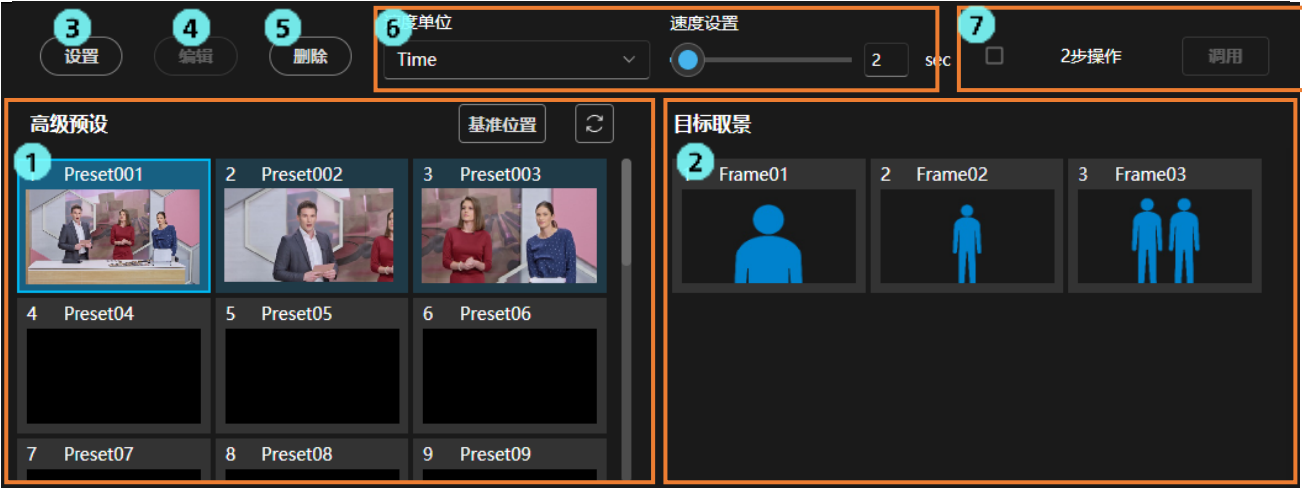 3 4 5 6 7
设置 编辑 删除 度单位 速度设置
Time 2 sec 2步操作 调用
高级预设 基准位置 目标取景
1 Preset001 2 Preset002 3 Preset003 2 Frame01 2 Frame02 3 Frame03
4 Preset04 5 Preset05 6 Preset06
7 Preset07 8 Preset08 9 Preset09